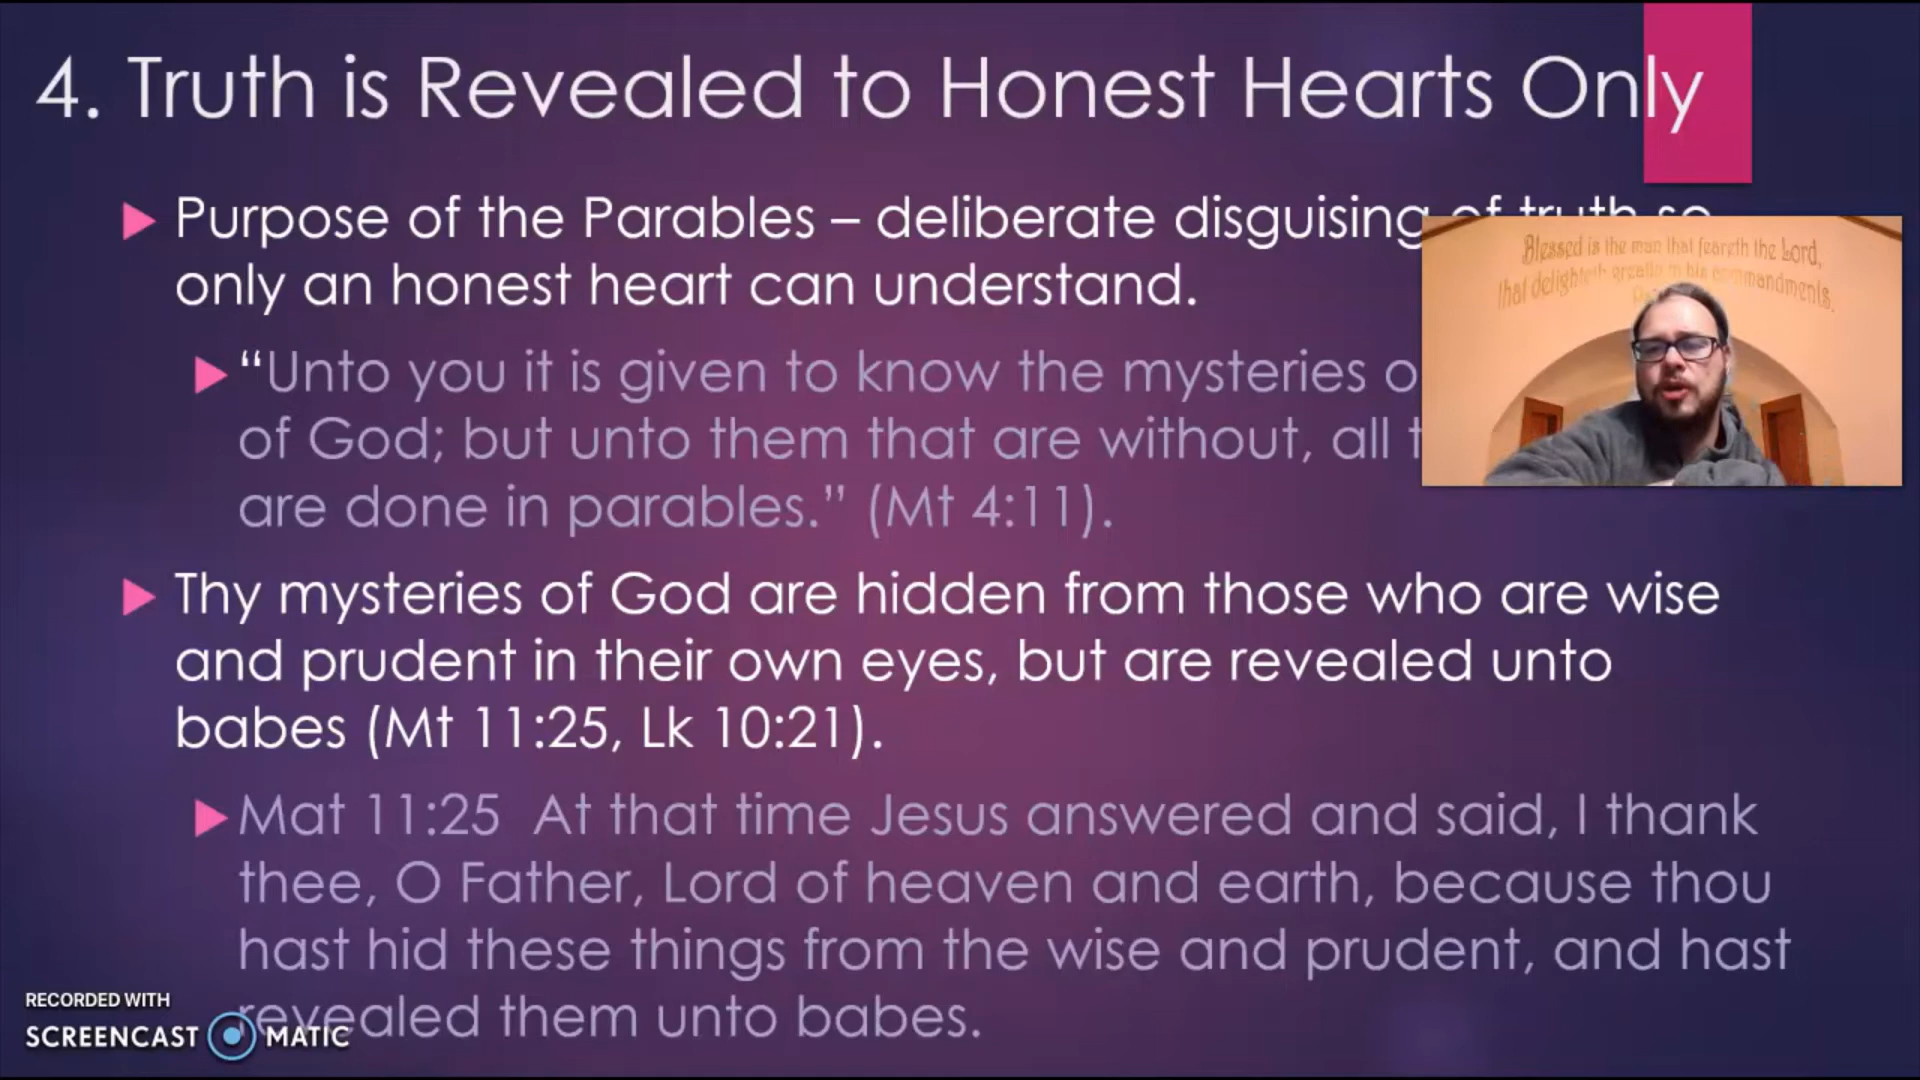 4. Truth is Revealed to Honest Hearts Only
Purpose of the Parables – deliberate disguising of truth so
only an honest heart can understand.
“Unto you it is given to know the mysteries
of God; but unto them that are without, all
are done in parables.” (Mt 4:11).
Thy mysteries of God are hidden from those who are wise
and prudent in their own eyes, but are revealed unto
babes (Mt 11:25, Lk 10:21).
Mat 11:25 At that time Jesus answered and said, I thank
thee, O Father, Lord of heaven and earth, because thou
hast hid these things from the wise and prudent, and hast
revealed them unto babes.
Blessed is the man that feareth the Lord,
that delighteth greatly in his commandments.
RECORDED WITH
SCREENCAST MATIC